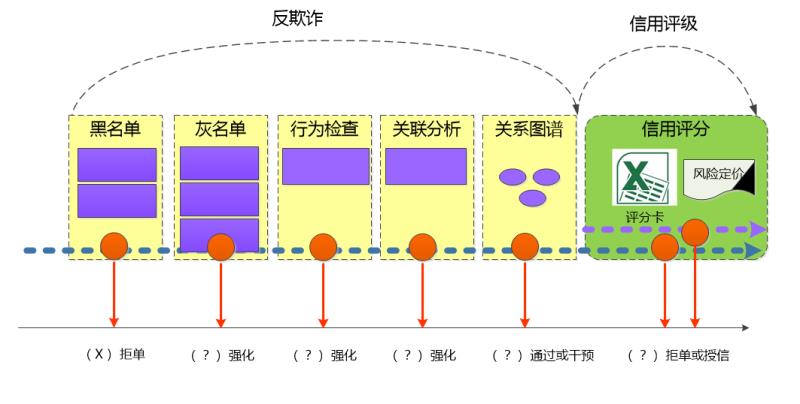 反欺诈
信用评级
黑名单
灰名单
行为检查
关联分析
关系图谱
信用评分
X
风险定价
评分卡
（X）拒单
（?）强化
（?）强化
（?）强化
（?）通过或干预
（?）拒单或授信